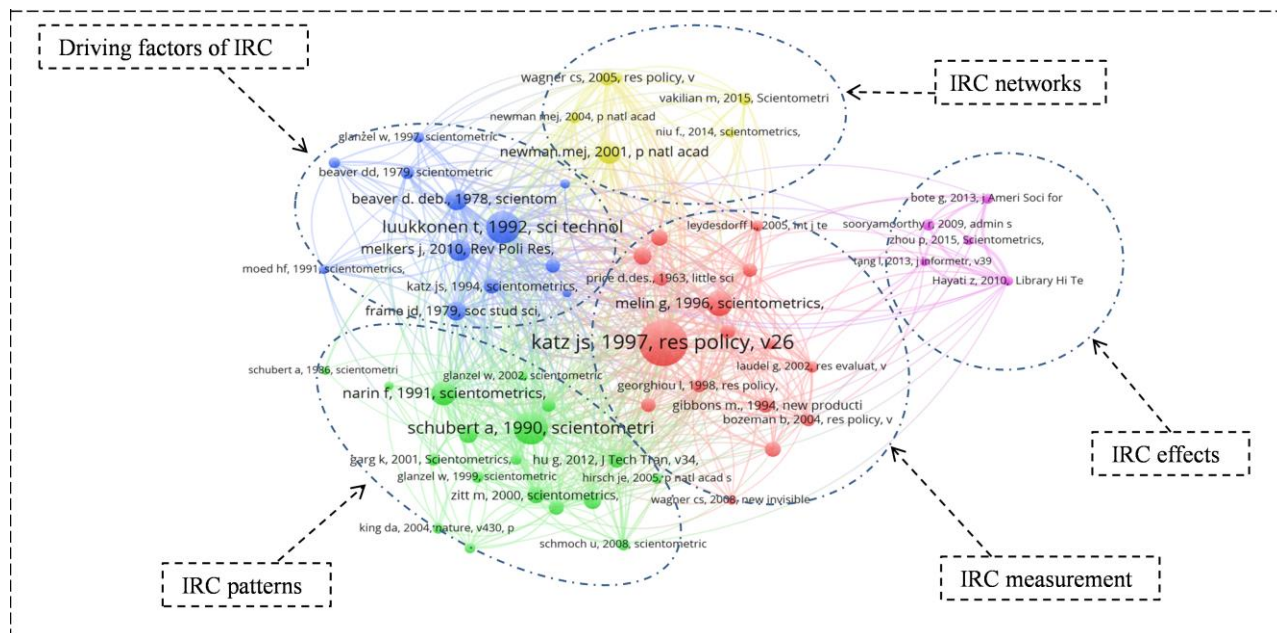 Driving factors of IRC
IRC networks
wagner cs, 2005, res policy, v
vakilian m, 2015, Scientometri
newman mej, 2004, p natl acad
niu f., 2014, scientometrics,
newman mej, 2001, p natl acad
glanzel w, 1997, scientometric
beaver dd, 1979, scientometric
beaver d. deb., 1978, scientom
luukkonen t, 1992, sci technol
melkers j, 2010, Rev Poli Res,
moed hf, 1991, scientometrics,
katz js, 1994, scientometrics,
frame jd, 1979, soc stud sci,
bote g, 2013, j Ameri Soci for
sooryamoorthy r, 2009, admin s
zhou p, 2015, Scientometrics,
tang l, 2013, j informetr, v39
Hayati z, 2010, Library Hi Te
leydesdorff l., 2005, int j te
price d.des., 1963, little sci
melin g, 1996, scientometrics,
katz js, 1997, res policy, v26
laudel g, 2002, res evaluat, v
georghiou l, 1998, res policy,
gibbons m., 1994, new producti
bozeman b, 2004, res policy, v
wagner cs, 2008, new invisible
schubert a, 1986, scientometri
glanzel w, 2002, scientometric
narin f, 1991, scientometrics,
schubert a, 1990, scientometri
garg k, 2001, Scientometrics,
hu g, 2012, J Tech Tran, v34,
glanzel w, 1999, scientometric
hirsch je, 2005, p natl acad s
zitt m, 2000, scientometrics,
king da, 2004, nature, v430, p
schmoch u, 2008, scientometric
IRC effects
IRC patterns
IRC measurement